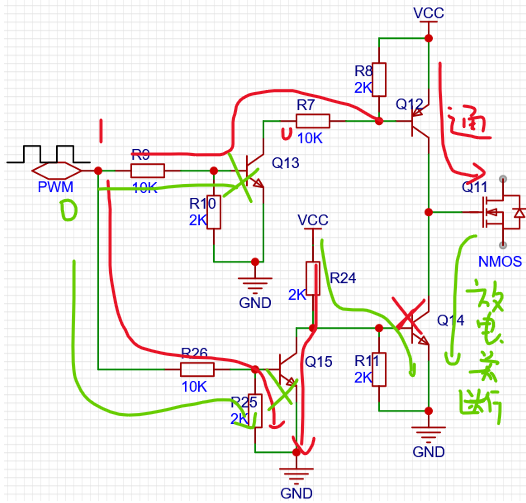 VCC
R8
2K
Q12
通
R7
10K
0
1
R9
10K
PWM
0
Q13
R10
2K
GND
Q11
NMOS
VCC
R24
2K
放
电
关
断
Q14
R26
10K
Q15
R11
2K
R25
2K
GND
GND